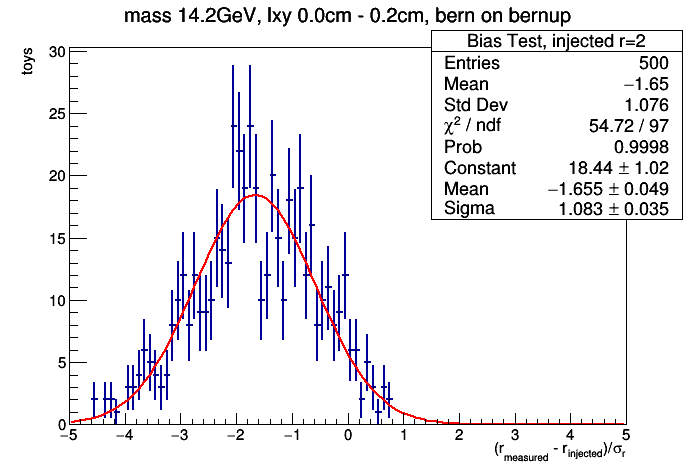 mass 14.2GeV, lxy 0.0cm - 0.2cm, bern on bernup
Bias Test, injected r=2
Entries 500
Mean −1.65
Std Dev 1.076
χ² / ndf 54.72 / 97
Prob 0.9998
Constant 18.44 ± 1.02
Mean −1.655 ± 0.049
Sigma 1.083 ± 0.035
toys
30
25
20
15
10
5
0
−5 −4 −3 −2 −1 0 1 2 3 4 5
(r_measured - r_injected)/σ_r